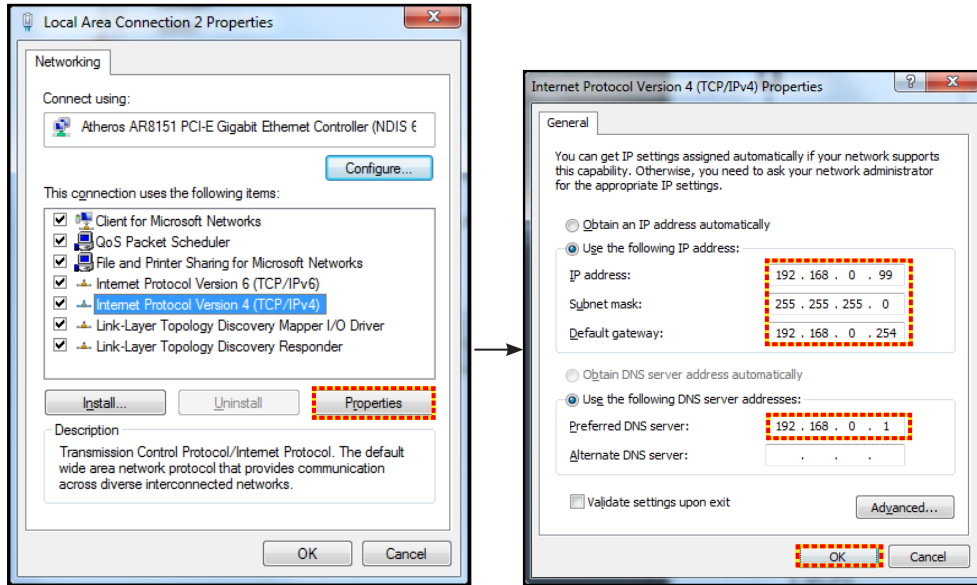 Local Area Connection 2 Properties
Networking
Connect using:
Atheros AR8151 PCI-E Gigabit Ethernet Controller (NDIS 6
Configure...
This connection uses the following items:
Client for Microsoft Networks
QoS Packet Scheduler
File and Printer Sharing for Microsoft Networks
Internet Protocol Version 6 (TCP/IPv6)
Internet Protocol Version 4 (TCP/IPv4)
Link-Layer Topology Discovery Mapper I/O Driver
Link-Layer Topology Discovery Responder
Install...
Uninstall
Properties
Description
Transmission Control Protocol/Internet Protocol. The default
wide area network protocol that provides communication
across diverse interconnected networks.
OK
Cancel
Internet Protocol Version 4 (TCP/IPv4) Properties
General
You can get IP settings assigned automatically if your network supports
this capability. Otherwise, you need to ask your network administrator
for the appropriate IP settings.
Obtain an IP address automatically
Use the following IP address:
IP address: 192 . 168 . 0 . 99
Subnet mask: 255 . 255 . 255 . 0
Default gateway: 192 . 168 . 0 . 254
Obtain DNS server address automatically
Use the following DNS server addresses:
Preferred DNS server: 192 . 168 . 0 . 1
Alternate DNS server: . . .
Validate settings upon exit
Advanced...
OK
Cancel